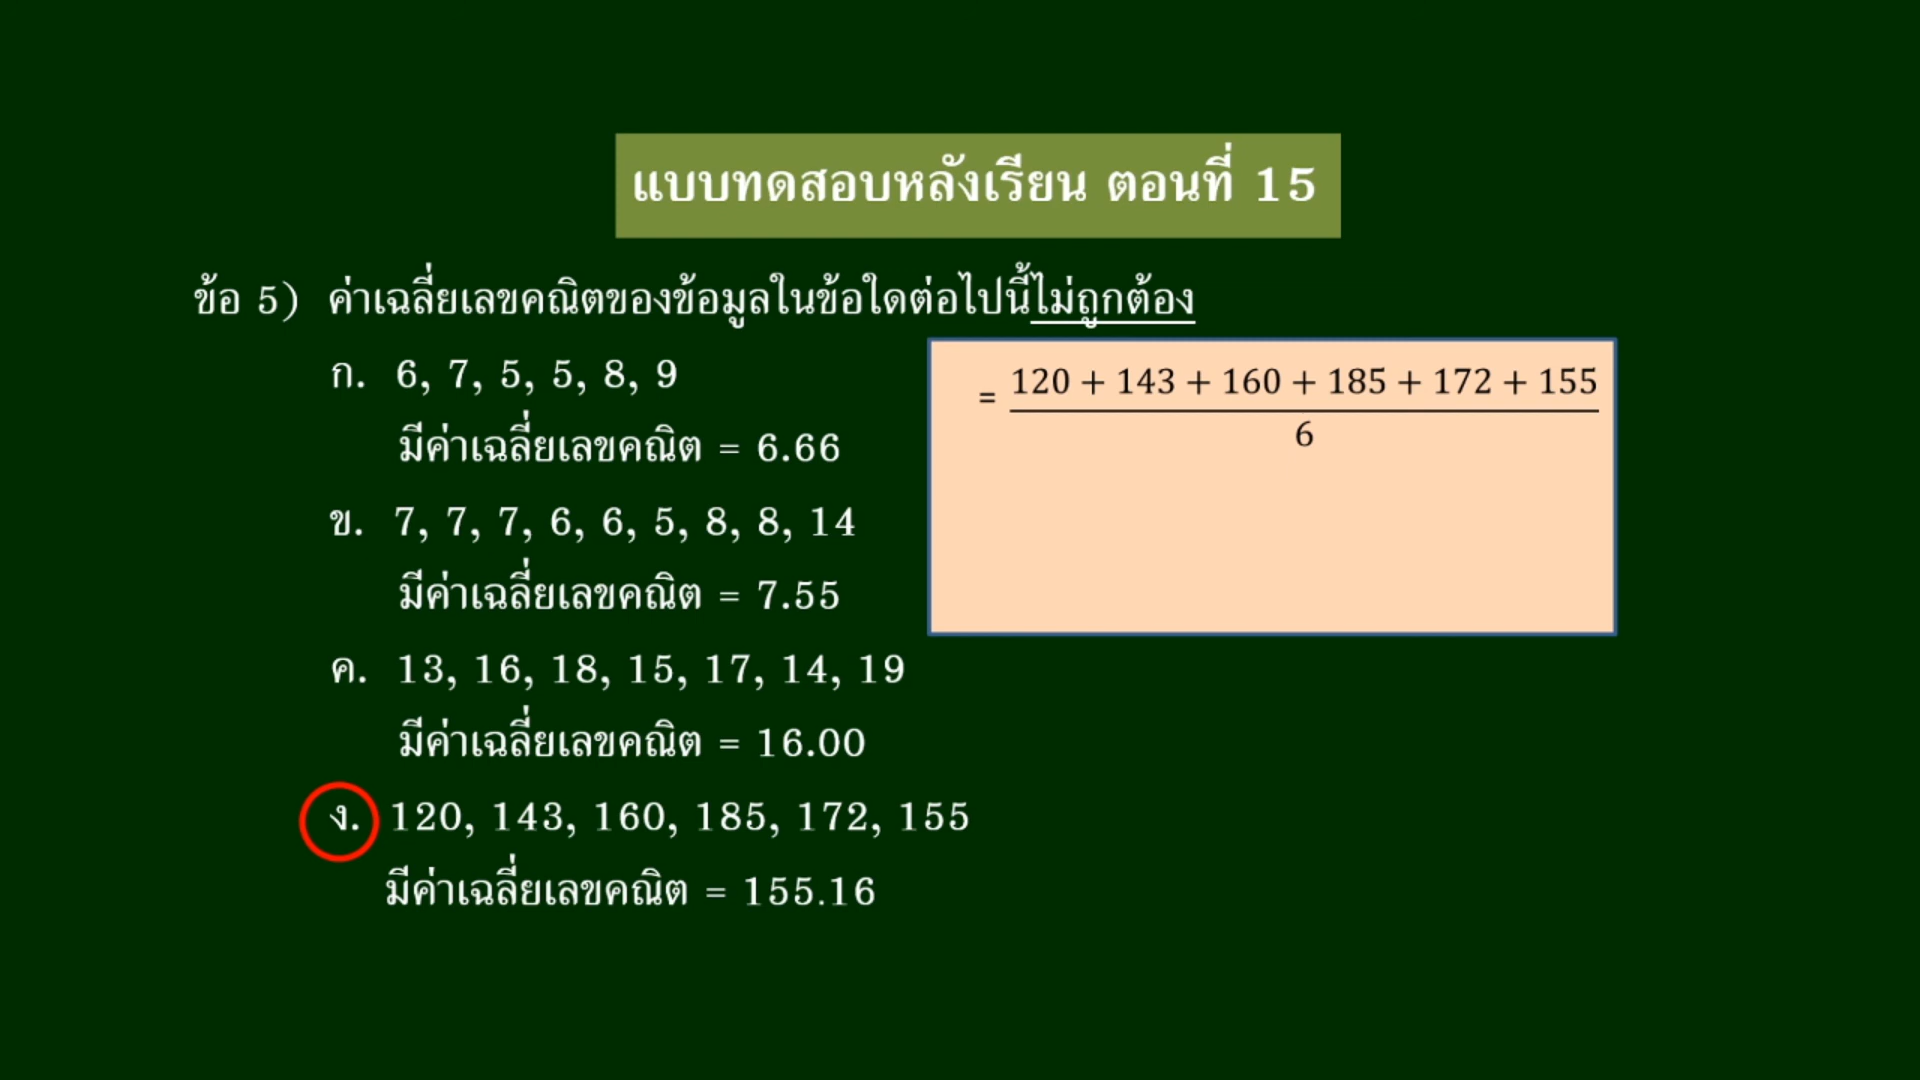 แบบทดสอบหลังเรียน ตอนที่ 15
ข้อ 5) ค่าเฉลี่ยเลขคณิตของข้อมูลในข้อใดต่อไปนี้ไม่ถูกต้อง
ก. 6, 7, 5, 5, 8, 9
มีค่าเฉลี่ยเลขคณิต = 6.66
ข. 7, 7, 7, 6, 6, 5, 8, 8, 14
มีค่าเฉลี่ยเลขคณิต = 7.55
ค. 13, 16, 18, 15, 17, 14, 19
มีค่าเฉลี่ยเลขคณิต = 16.00
ง. 120, 143, 160, 185, 172, 155
มีค่าเฉลี่ยเลขคณิต = 155.16
= 120 + 143 + 160 + 185 + 172 + 155
6